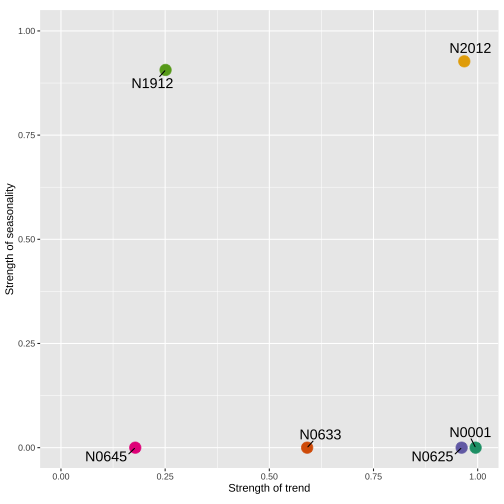 1.00
0.75
0.50
0.25
0.00
Strength of seasonality
N2012
N1912
N0001
N0633
N0645
N0625
0.00
0.25
0.50
0.75
1.00
Strength of trend